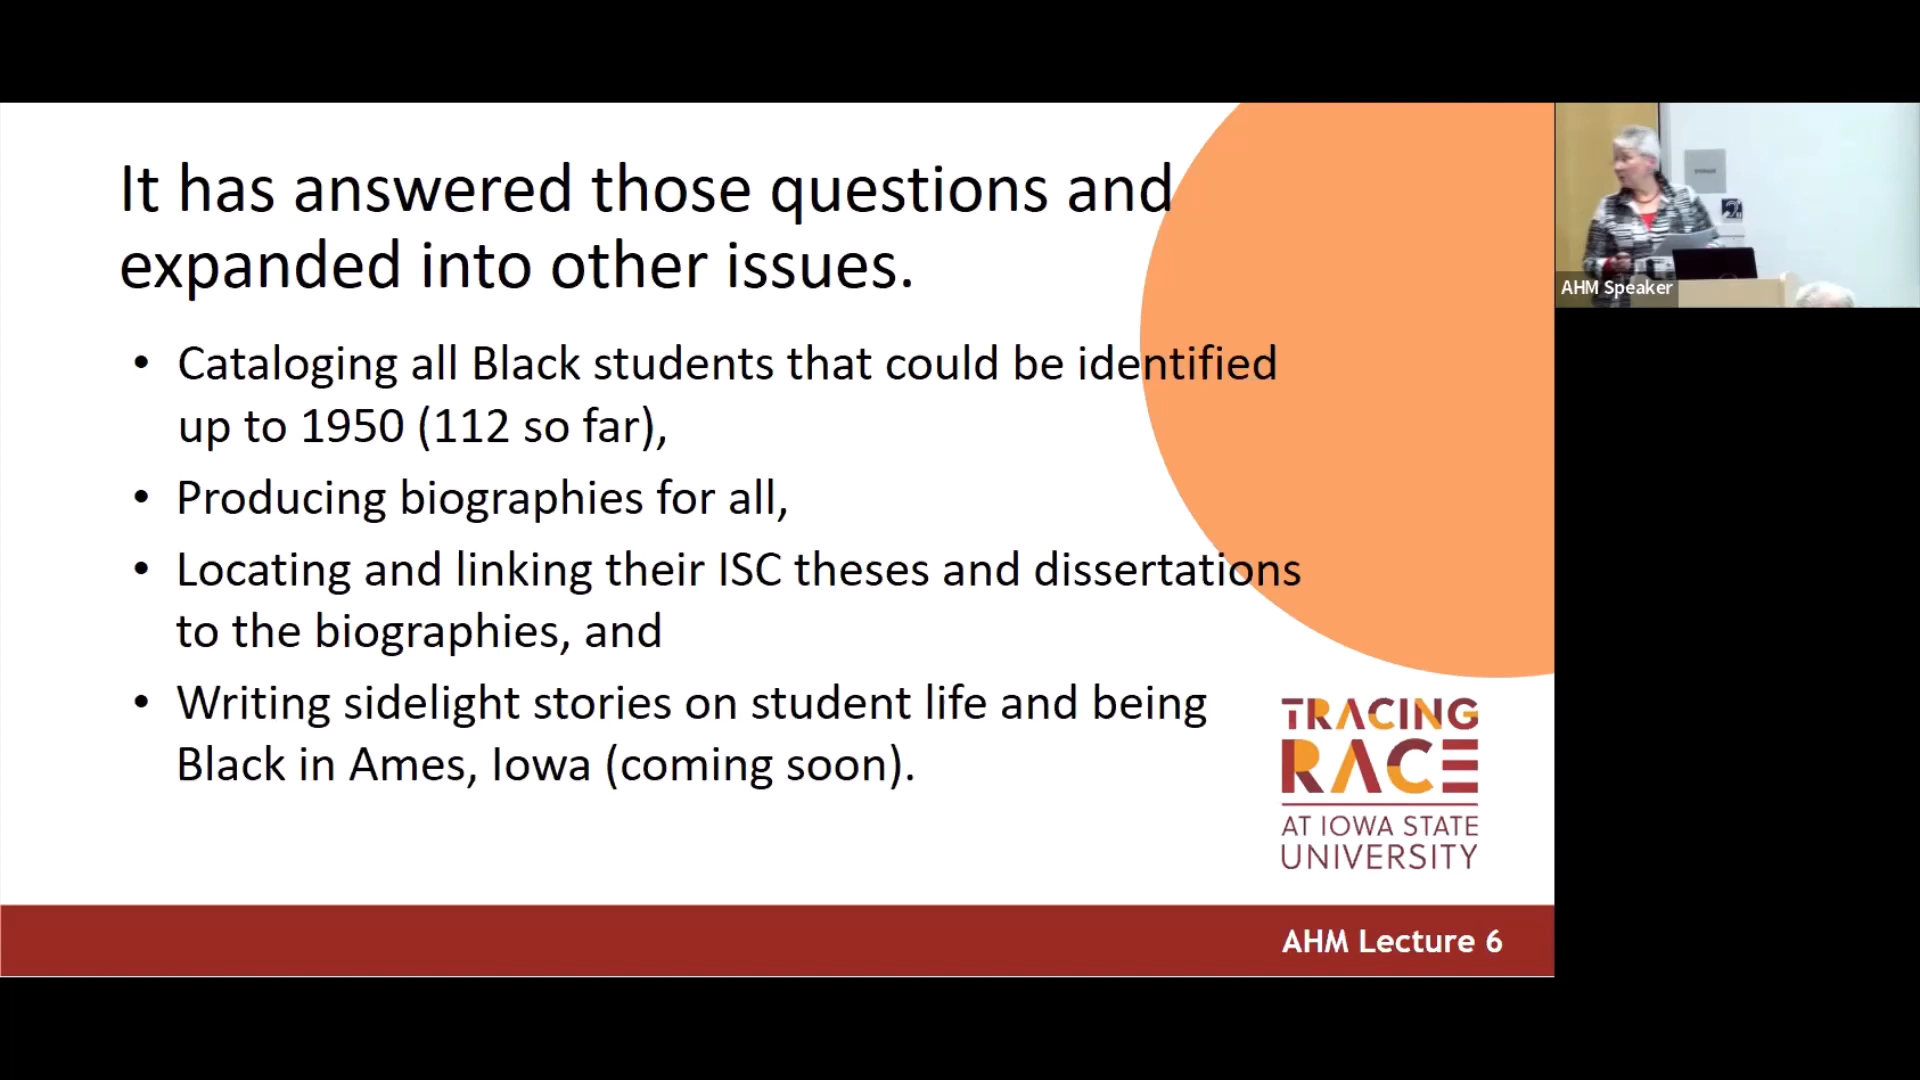 It has answered those questions and
expanded into other issues.
• Cataloging all Black students that could be identified
up to 1950 (112 so far),
• Producing biographies for all,
• Locating and linking their ISC theses and dissertations
to the biographies, and
• Writing sidelight stories on student life and being
Black in Ames, Iowa (coming soon).
TRACING
RACE
AT IOWA STATE
UNIVERSITY
AHM Lecture 6
AHM Speaker